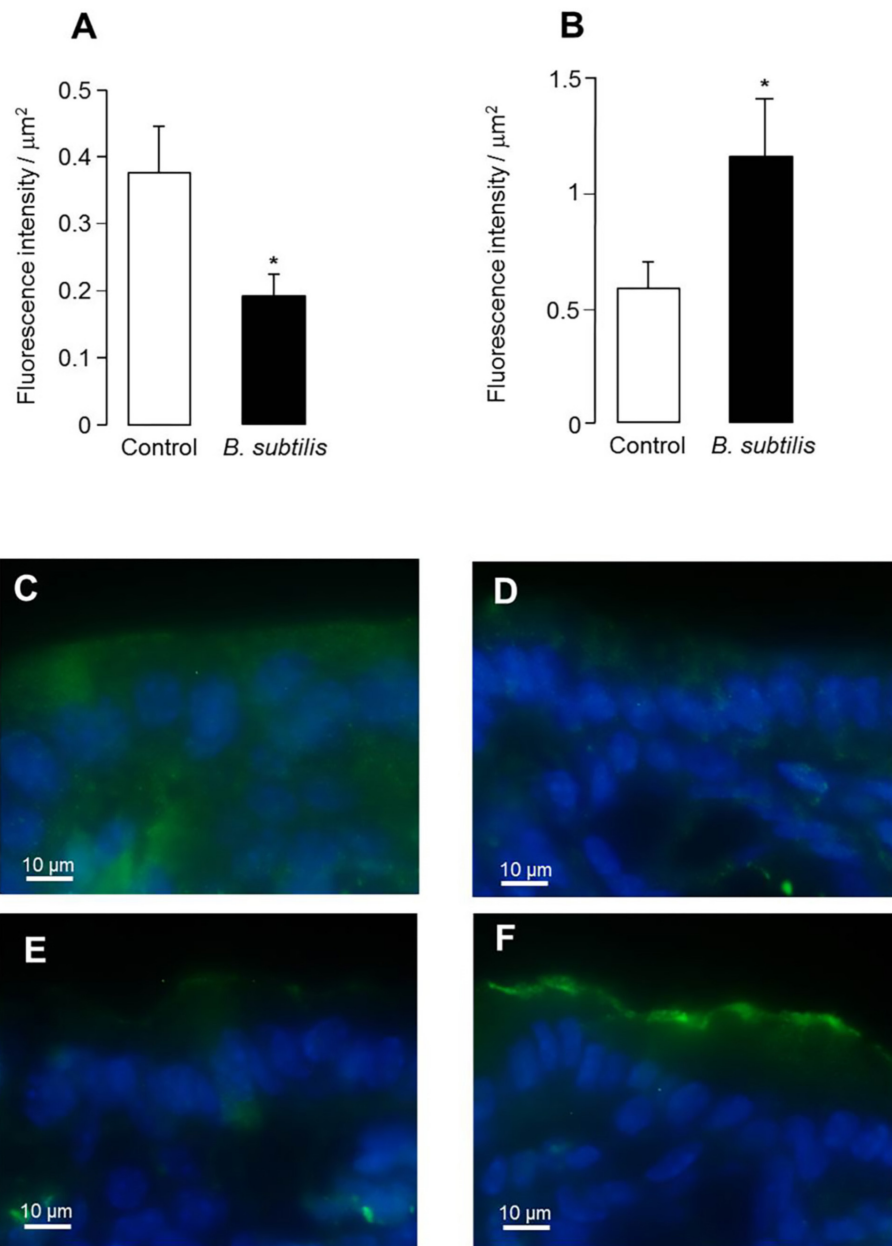 A
B
Fluorescence intensity / μm²
0.5
0.4
0.3
0.2
0.1
0
*
Control
B. subtilis
Fluorescence intensity / μm²
1.5
1
0.5
0
*
Control
B. subtilis
C
10 μm
D
10 μm
E
10 μm
F
10 μm